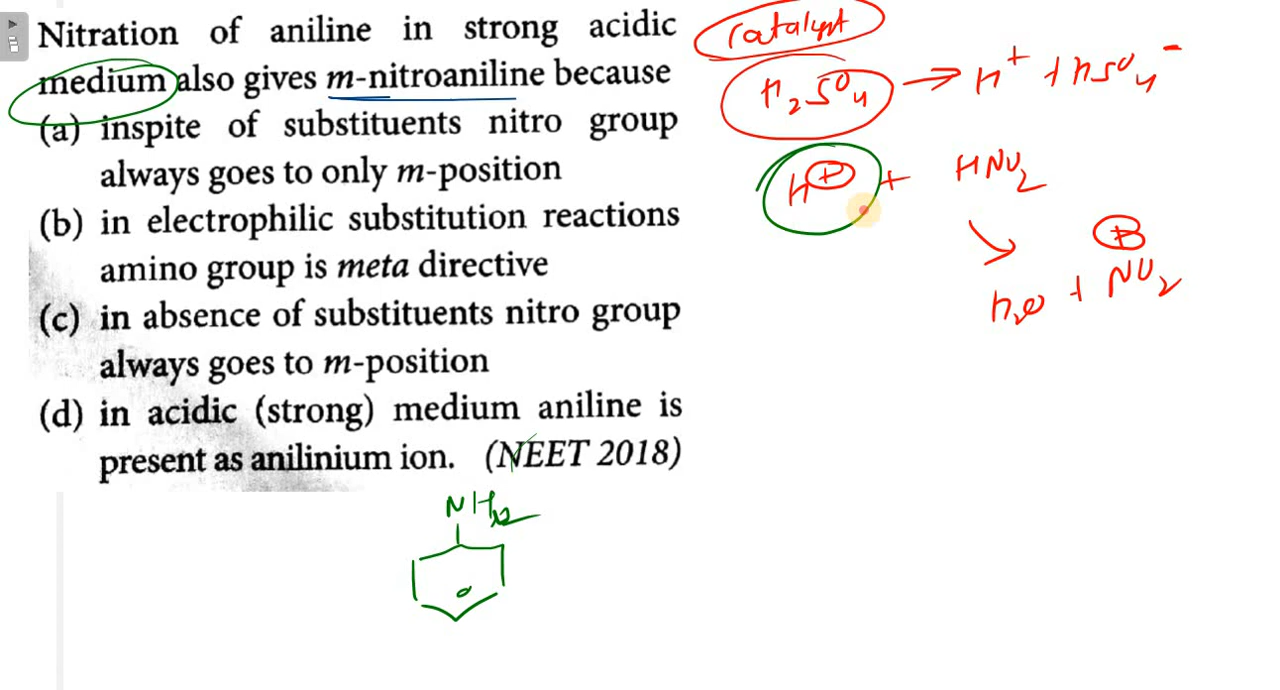 Nitration of aniline in strong acidic
medium also gives m-nitroaniline because
(a) inspite of substituents nitro group
always goes to only m-position
(b) in electrophilic substitution reactions
amino group is meta directive
(c) in absence of substituents nitro group
always goes to m-position
(d) in acidic (strong) medium aniline is
present as anilinium ion. (NEET 2018)
catalyst
H₂SO₄ → H⁺ + HSO₄⁻
H⊕ + HNO₂
H₂O + NO₂
⊕
NH₂